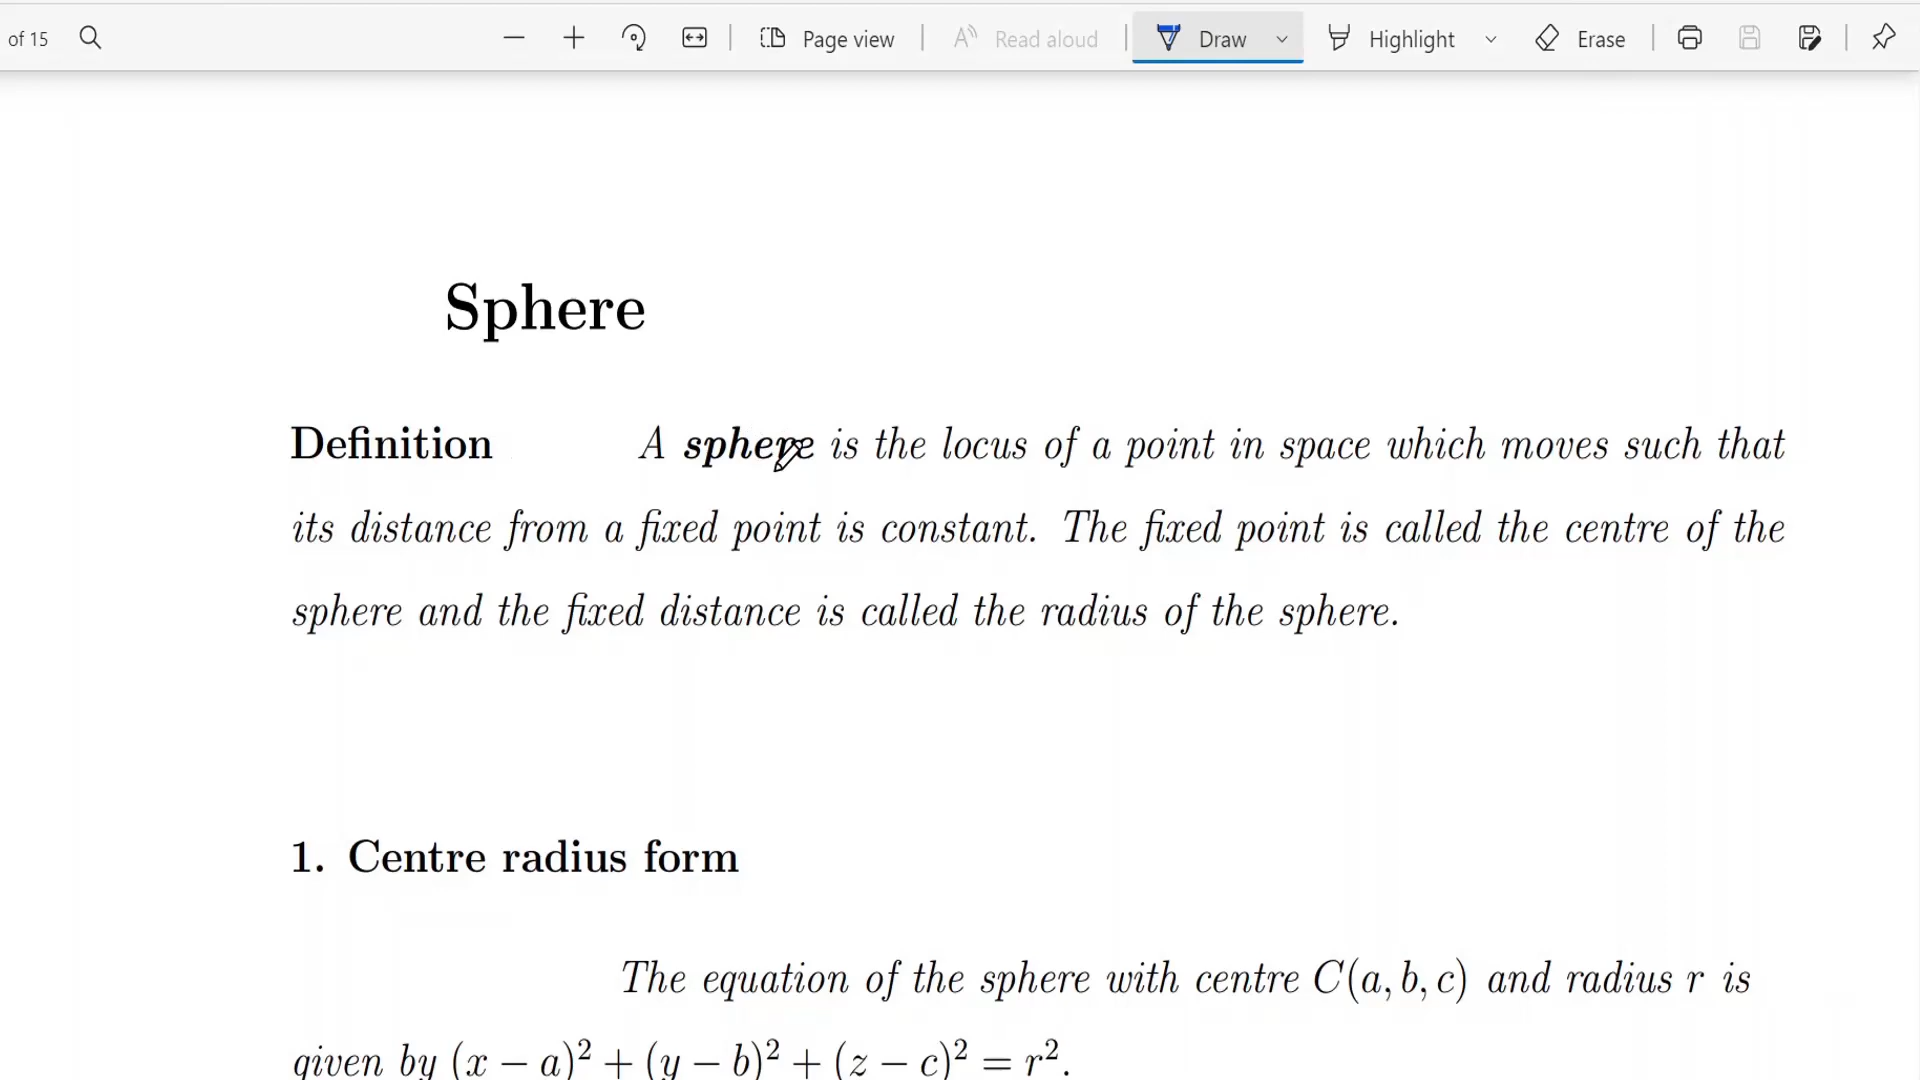 of 15 Page view Read aloud Draw Highlight Erase
Sphere
Definition A sphere is the locus of a point in space which moves such that
its distance from a fixed point is constant. The fixed point is called the centre of the
sphere and the fixed distance is called the radius of the sphere.
1. Centre radius form
The equation of the sphere with centre C(a, b, c) and radius r is
given by (x − a)² + (y − b)² + (z − c)² = r².